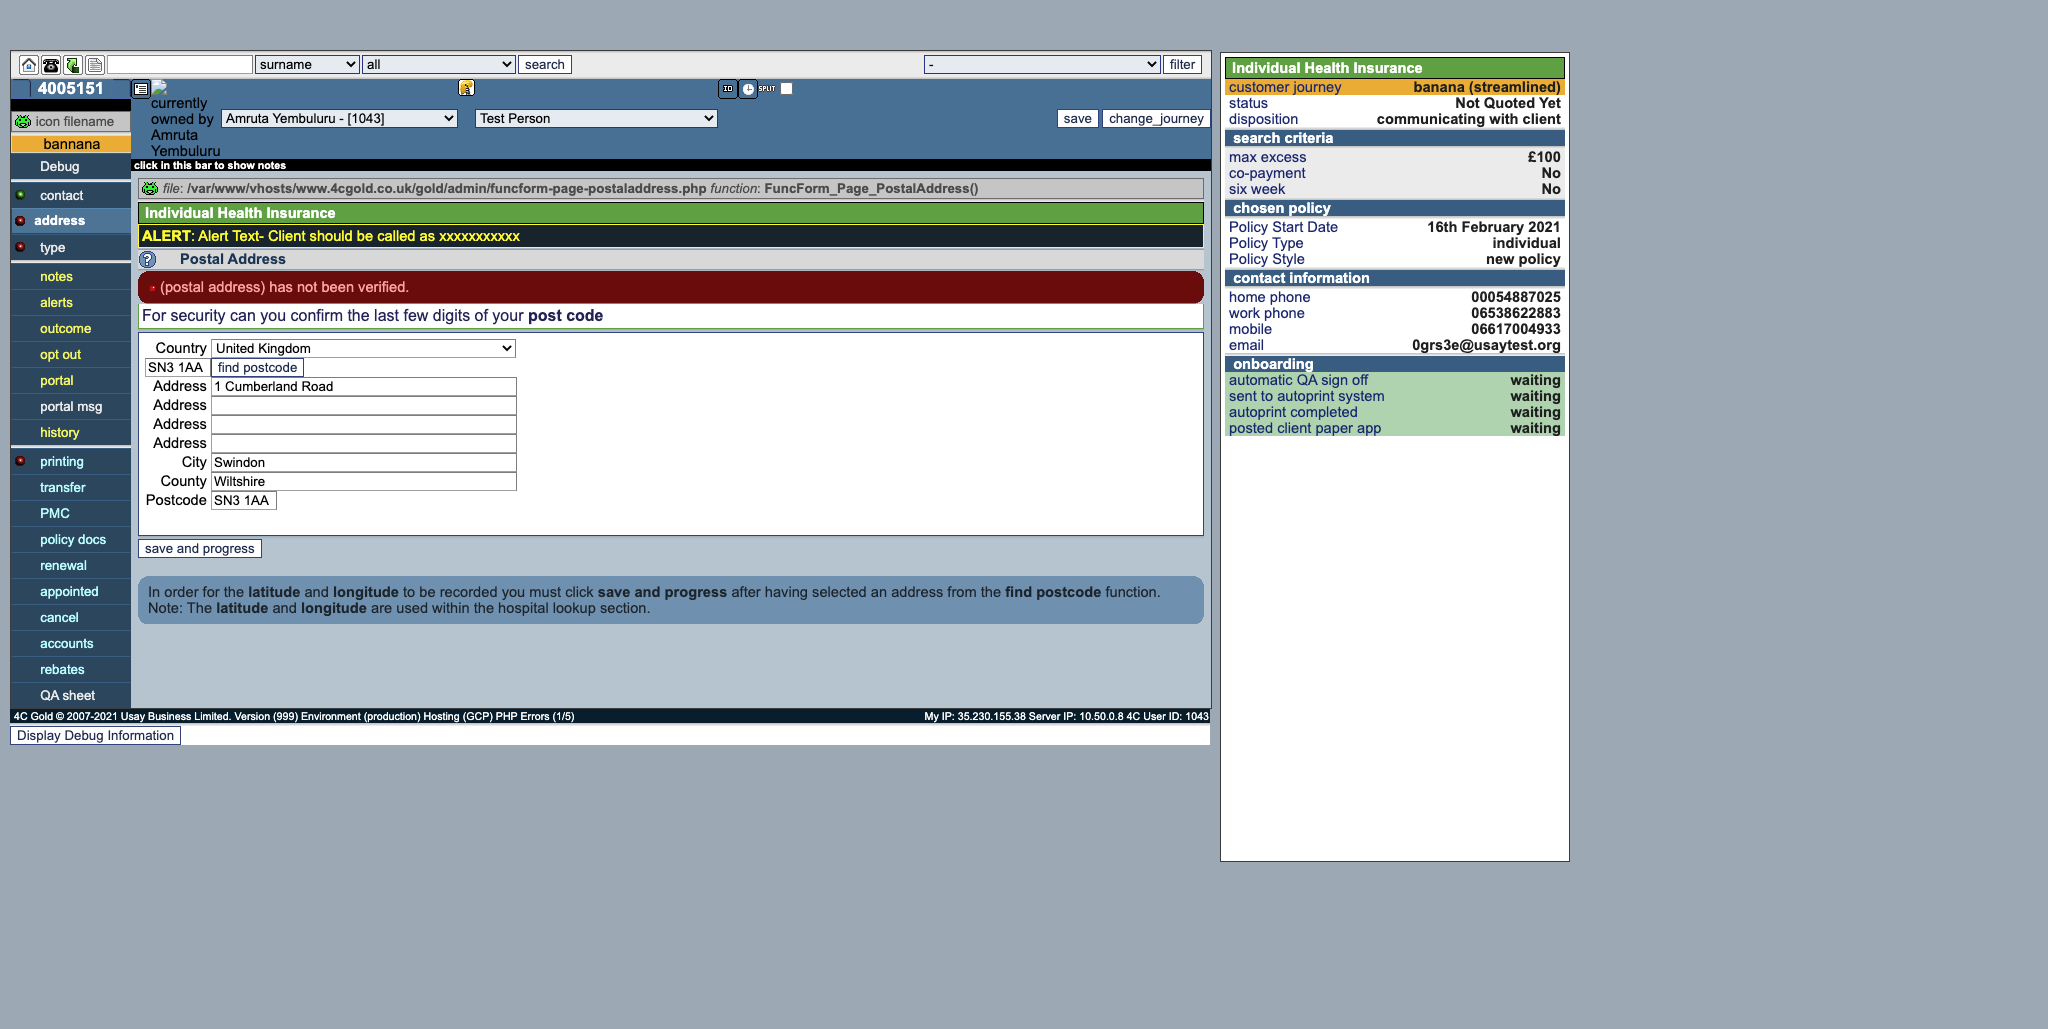 surname all search - filter
4005151
currently owned by Amruta Yembuluru
Amruta Yembuluru - [1043] Test Person
ID SPLIT
save change_journey
click in this bar to show notes
icon filename
bannana
Debug
contact
address
type
notes
alerts
outcome
opt out
portal
portal msg
history
printing
transfer
PMC
policy docs
renewal
appointed
cancel
accounts
rebates
QA sheet
file: /var/www/vhosts/www.4cgold.co.uk/gold/admin/funcform-page-postaladdress.php function: FuncForm_Page_PostalAddress()
Individual Health Insurance
ALERT: Alert Text- Client should be called as xxxxxxxxxxx
? Postal Address
(postal address) has not been verified.
For security can you confirm the last few digits of your post code
Country United Kingdom
SN3 1AA find postcode
Address 1 Cumberland Road
Address
Address
Address
City Swindon
County Wiltshire
Postcode SN3 1AA
save and progress
In order for the latitude and longitude to be recorded you must click save and progress after having selected an address from the find postcode function.
Note: The latitude and longitude are used within the hospital lookup section.
4C Gold © 2007-2021 Usay Business Limited. Version (999) Environment (production) Hosting (GCP) PHP Errors (1/5) My IP: 35.230.155.38 Server IP: 10.50.0.8 4C User ID: 1043
Display Debug Information
Individual Health Insurance
customer journey banana (streamlined)
status Not Quoted Yet
disposition communicating with client
search criteria
max excess £100
co-payment No
six week No
chosen policy
Policy Start Date 16th February 2021
Policy Type individual
Policy Style new policy
contact information
home phone 00054887025
work phone 06538622883
mobile 06617004933
email 0grs3e@usaytest.org
onboarding
automatic QA sign off waiting
sent to autoprint system waiting
autoprint completed waiting
posted client paper app waiting